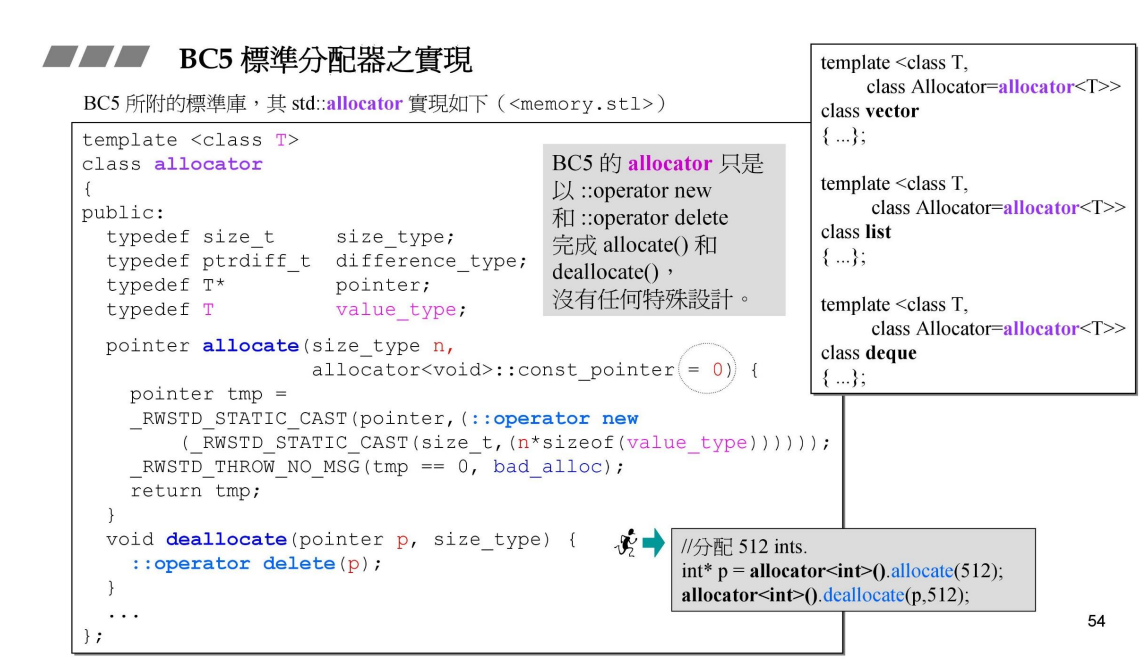 BC5 標準分配器之實現
BC5 所附的標準庫，其 std::allocator 實現如下（<memory.stl>）
template <class T>
class allocator
{
public:
  typedef size_t     size_type;
  typedef ptrdiff_t  difference_type;
  typedef T*         pointer;
  typedef T          value_type;
  pointer allocate(size_type n,
                   allocator<void>::const_pointer = 0) {
    pointer tmp =
    _RWSTD_STATIC_CAST(pointer,(::operator new
        (_RWSTD_STATIC_CAST(size_t,(n*sizeof(value_type))))));
    _RWSTD_THROW_NO_MSG(tmp == 0, bad_alloc);
    return tmp;
  }
  void deallocate(pointer p, size_type) {
    ::operator delete(p);
  }
  ...
};
BC5 的 allocator 只是
以 ::operator new
和 ::operator delete
完成 allocate() 和
deallocate()，
沒有任何特殊設計。
template <class T,
class Allocator=allocator<T>>
class vector
{ ...};
template <class T,
class Allocator=allocator<T>>
class list
{ ...};
template <class T,
class Allocator=allocator<T>>
class deque
{ ...};
//分配 512 ints.
int* p = allocator<int>().allocate(512);
allocator<int>().deallocate(p,512);
54